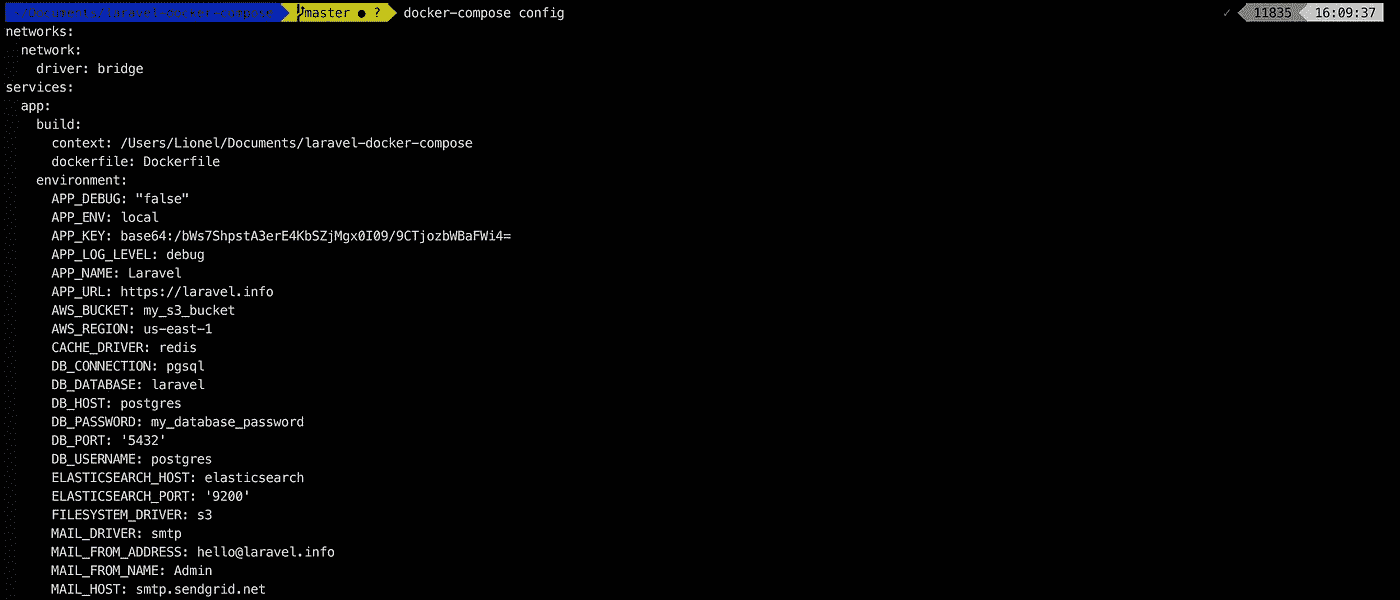 master ● ? docker-compose config ✓ 11835 16:09:37
networks:
  network:
    driver: bridge
services:
  app:
    build:
      context: /Users/Lionel/Documents/laravel-docker-compose
      dockerfile: Dockerfile
    environment:
      APP_DEBUG: "false"
      APP_ENV: local
      APP_KEY: base64:/bWs7ShpstA3erE4KbSZjMgx0I09/9CTjozbWBaFWi4=
      APP_LOG_LEVEL: debug
      APP_NAME: Laravel
      APP_URL: https://laravel.info
      AWS_BUCKET: my_s3_bucket
      AWS_REGION: us-east-1
      CACHE_DRIVER: redis
      DB_CONNECTION: pgsql
      DB_DATABASE: laravel
      DB_HOST: postgres
      DB_PASSWORD: my_database_password
      DB_PORT: '5432'
      DB_USERNAME: postgres
      ELASTICSEARCH_HOST: elasticsearch
      ELASTICSEARCH_PORT: '9200'
      FILESYSTEM_DRIVER: s3
      MAIL_DRIVER: smtp
      MAIL_FROM_ADDRESS: hello@laravel.info
      MAIL_FROM_NAME: Admin
      MAIL_HOST: smtp.sendgrid.net